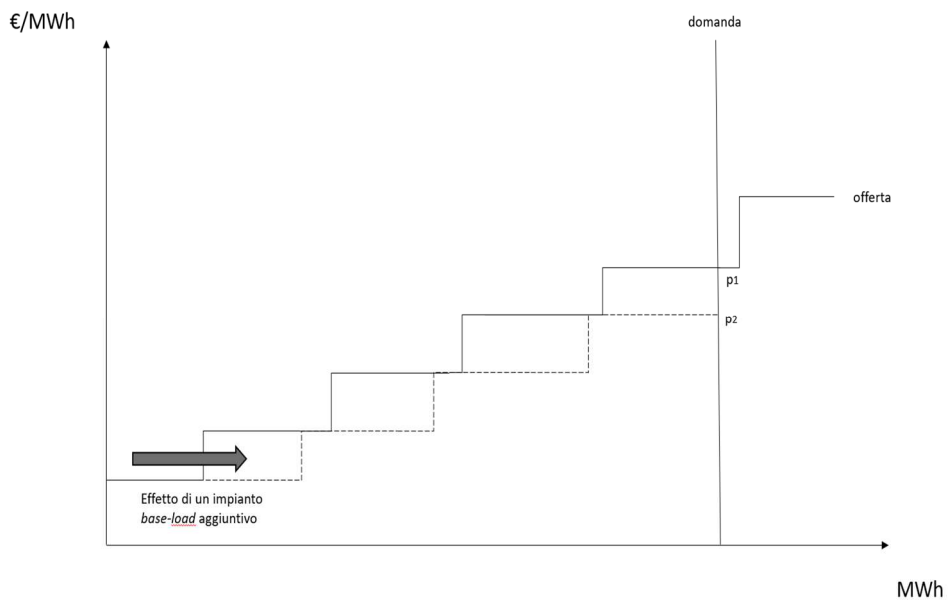 €/MWh
domanda
offerta
p1
p2
Effetto di un impianto
base-load aggiuntivo
MWh